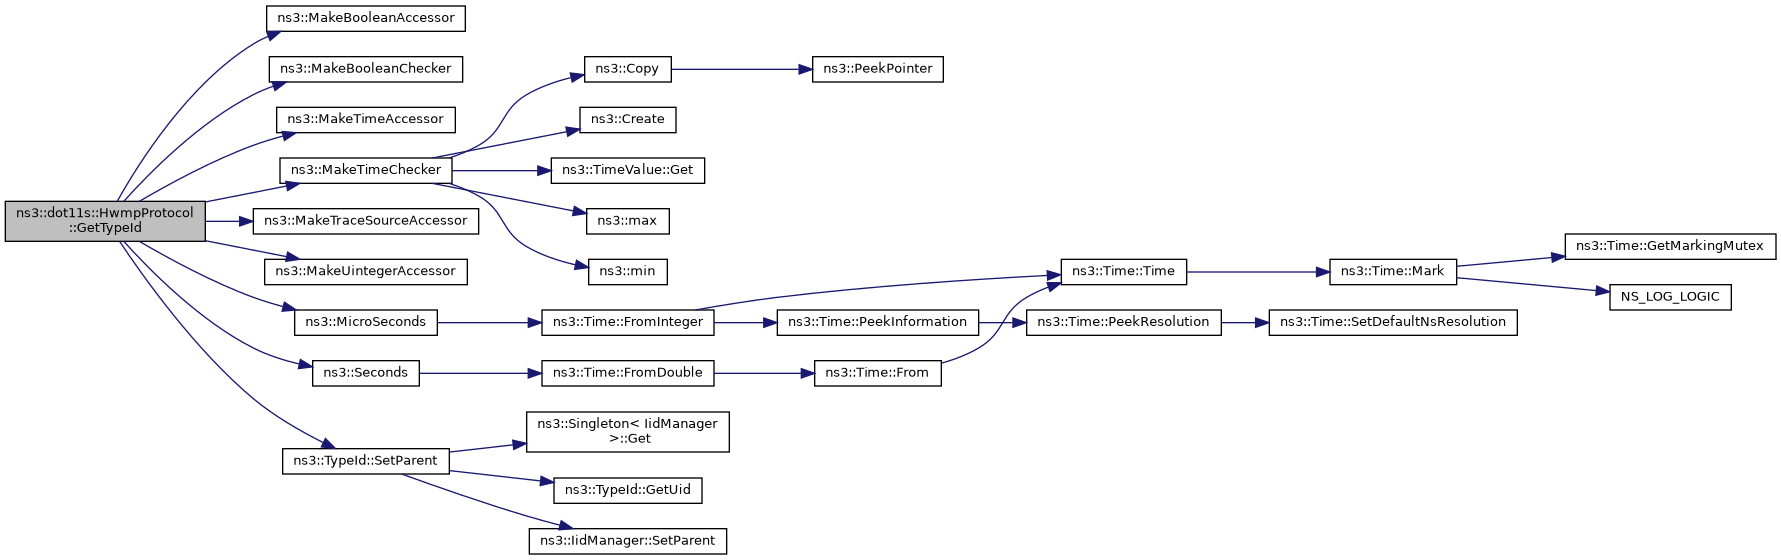 ns3::MakeBooleanAccessor
ns3::MakeBooleanChecker
ns3::Copy
ns3::PeekPointer
ns3::MakeTimeAccessor
ns3::Create
ns3::MakeTimeChecker
ns3::TimeValue::Get
ns3::dot11s::HwmpProtocol
::GetTypeId
ns3::MakeTraceSourceAccessor
ns3::max
ns3::Time::GetMarkingMutex
ns3::MakeUintegerAccessor
ns3::min
ns3::Time::Time
ns3::Time::Mark
NS_LOG_LOGIC
ns3::MicroSeconds
ns3::Time::FromInteger
ns3::Time::PeekInformation
ns3::Time::PeekResolution
ns3::Time::SetDefaultNsResolution
ns3::Seconds
ns3::Time::FromDouble
ns3::Time::From
ns3::Singleton< IidManager
>::Get
ns3::TypeId::SetParent
ns3::TypeId::GetUid
ns3::IidManager::SetParent